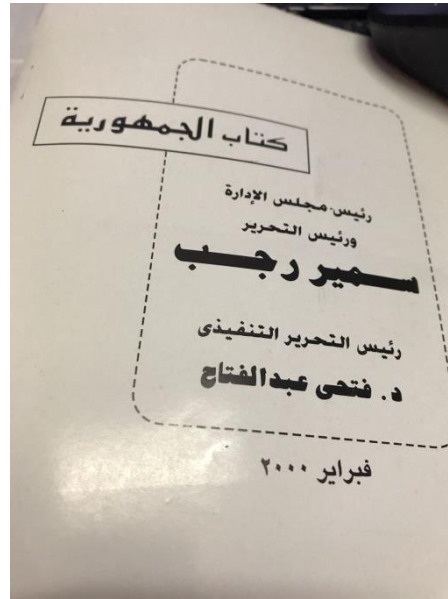 كتاب الجمهورية
رئيس مجلس الإدارة
ورئيس التحرير
سمير رجب
رئيس التحرير التنفيذى
د. فتحى عبدالفتاح
فبراير ٢٠٠٠